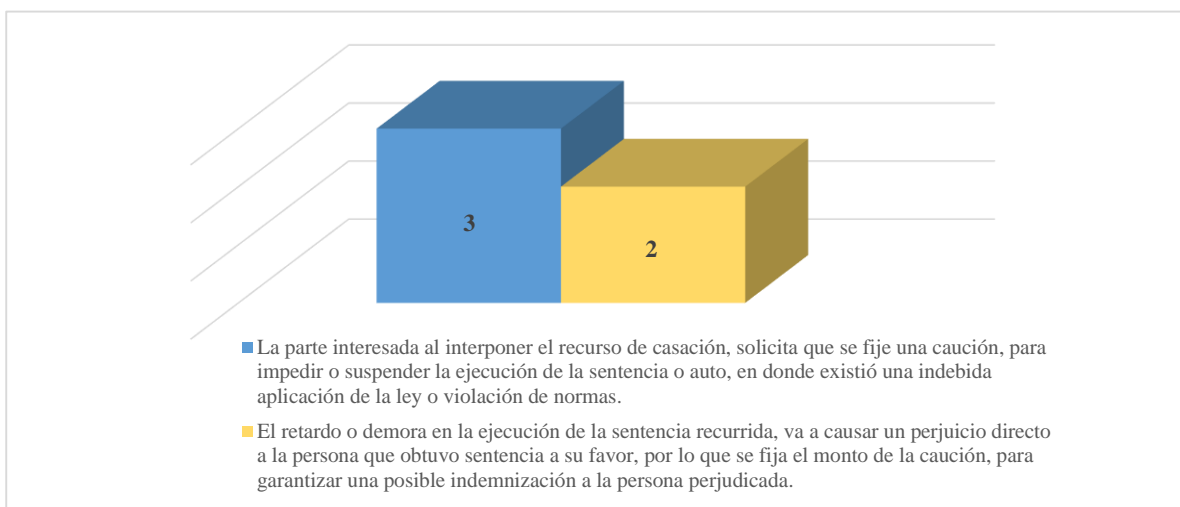 3
2
La parte interesada al interponer el recurso de casación, solicita que se fije una caución, para
impedir o suspender la ejecución de la sentencia o auto, en donde existió una indebida
aplicación de la ley o violación de normas.
El retardo o demora en la ejecución de la sentencia recurrida, va a causar un perjuicio directo
a la persona que obtuvo sentencia a su favor, por lo que se fija el monto de la caución, para
garantizar una posible indemnización a la persona perjudicada.